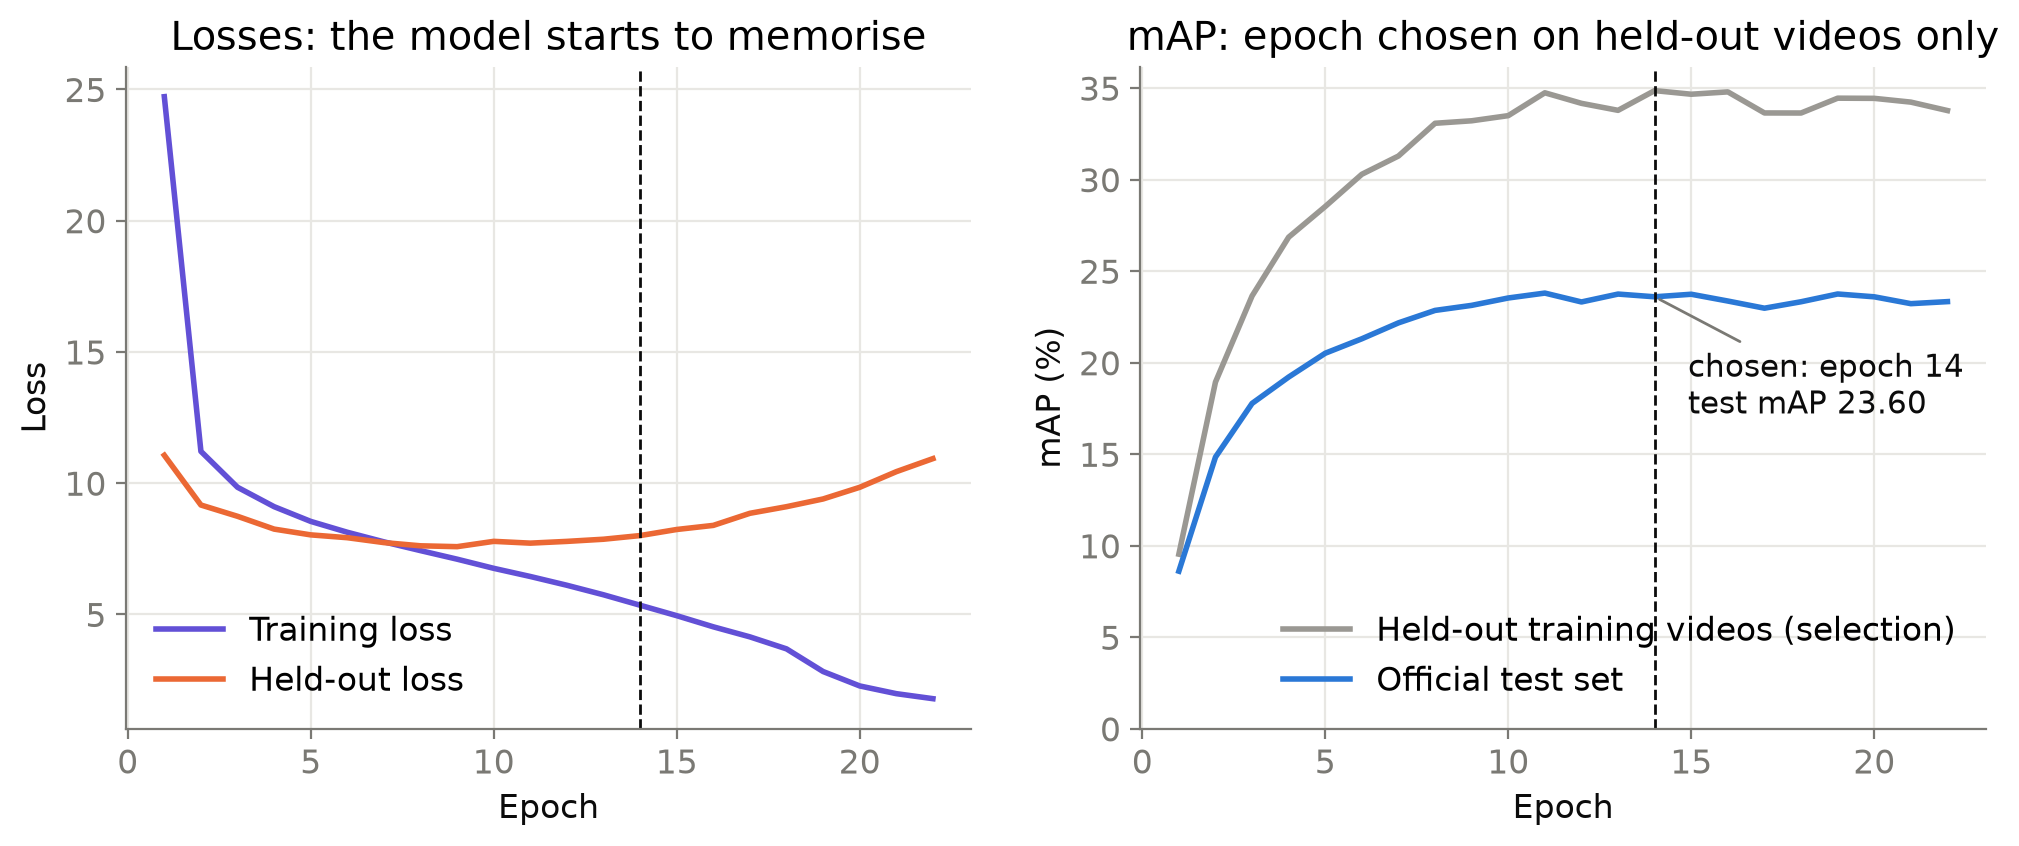 Losses: the model starts to memorise
25
20
15
10
5
Loss
Training loss
Held-out loss
0 5 10 15 20
Epoch
mAP: epoch chosen on held-out videos only
35
30
25
20
15
10
5
0
mAP (%)
chosen: epoch 14
test mAP 23.60
Held-out training videos (selection)
Official test set
0 5 10 15 20
Epoch